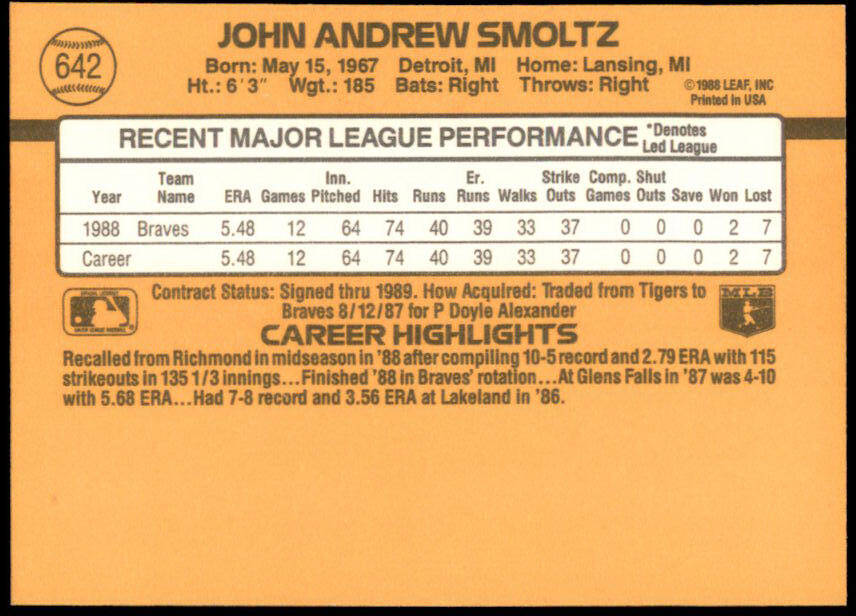 642
JOHN ANDREW SMOLTZ
Born: May 15, 1967 Detroit, MI Home: Lansing, MI
Ht.: 6'3" Wgt.: 185 Bats: Right Throws: Right
©1988 LEAF, INC
Printed in USA
RECENT MAJOR LEAGUE PERFORMANCE *Denotes Led League
Year Team Name ERA Games Inn. Pitched Hits Runs Er. Runs Walks Strike Outs Comp. Games Shut Outs Save Won Lost
1988 Braves 5.48 12 64 74 40 39 33 37 0 0 0 2 7
Career 5.48 12 64 74 40 39 33 37 0 0 0 2 7
Contract Status: Signed thru 1989. How Acquired: Traded from Tigers to
Braves 8/12/87 for P Doyle Alexander
MLB
CAREER HIGHLIGHTS
Recalled from Richmond in midseason in '88 after compiling 10-5 record and 2.79 ERA with 115
strikeouts in 135 1/3 innings...Finished '88 in Braves' rotation...At Glens Falls in '87 was 4-10
with 5.68 ERA...Had 7-8 record and 3.56 ERA at Lakeland in '86.